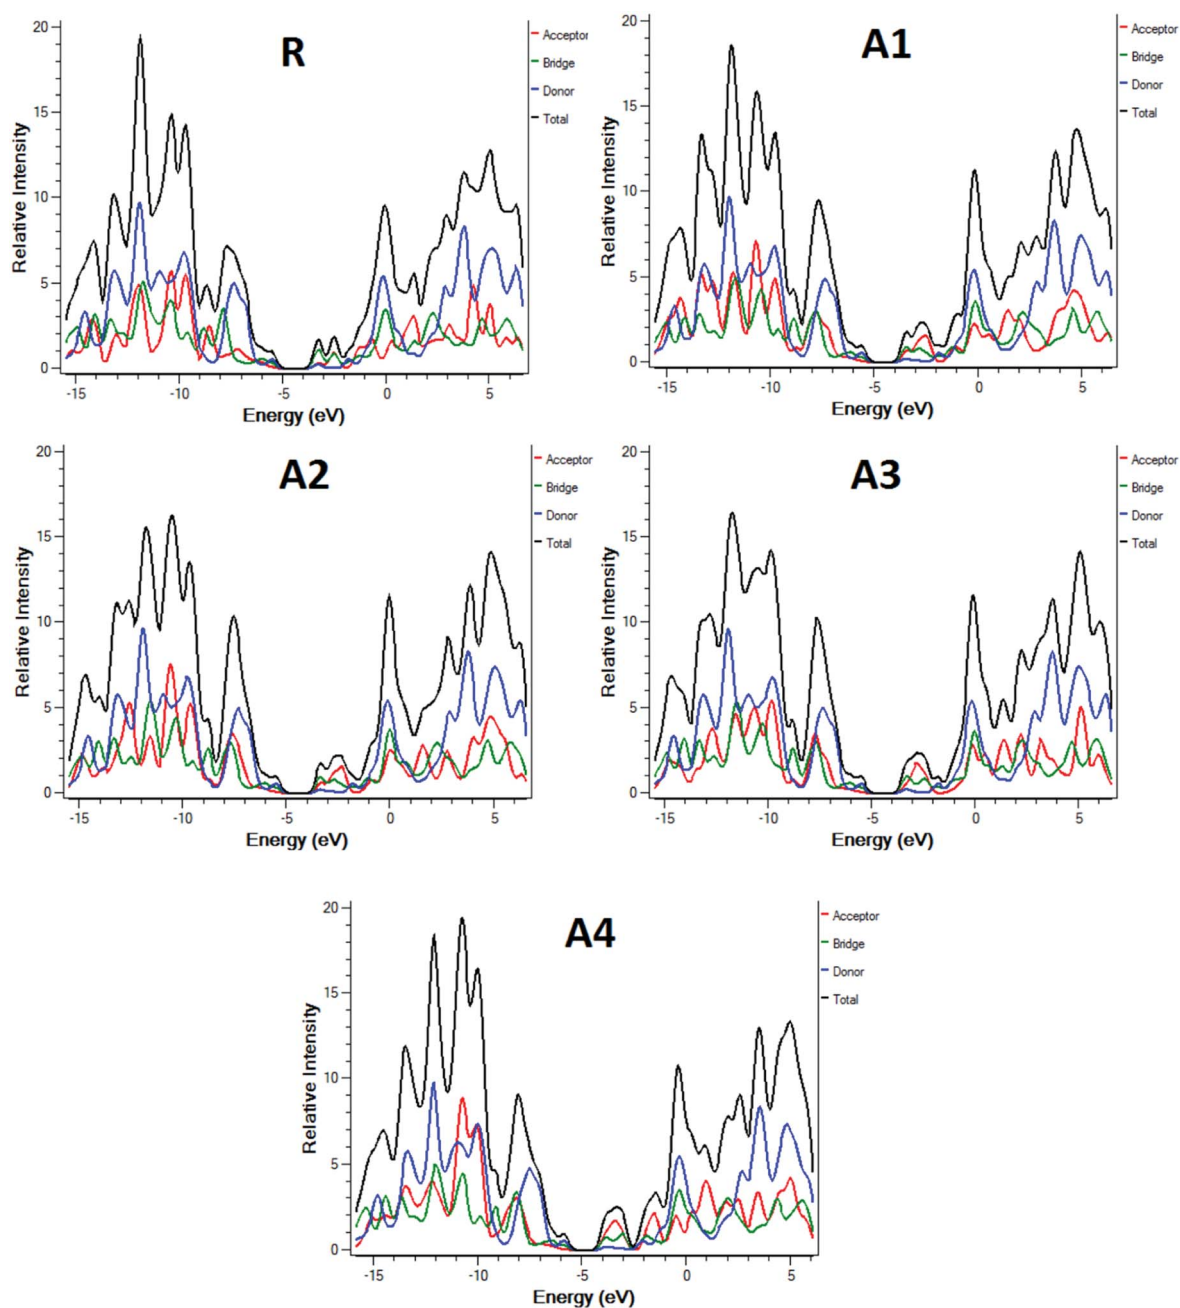 R
Relative Intensity
20
15
10
5
0
-15 -10 -5 0 5
Energy (eV)
Acceptor
Bridge
Donor
Total
A1
Relative Intensity
20
15
10
5
0
-15 -10 -5 0 5
Energy (eV)
Acceptor
Bridge
Donor
Total
A2
Relative Intensity
20
15
10
5
0
-15 -10 -5 0 5
Energy (eV)
Acceptor
Bridge
Donor
Total
A3
Relative Intensity
20
15
10
5
0
-15 -10 -5 0 5
Energy (eV)
Acceptor
Bridge
Donor
Total
A4
Relative Intensity
20
15
10
5
0
-15 -10 -5 0 5
Energy (eV)
Acceptor
Bridge
Donor
Total